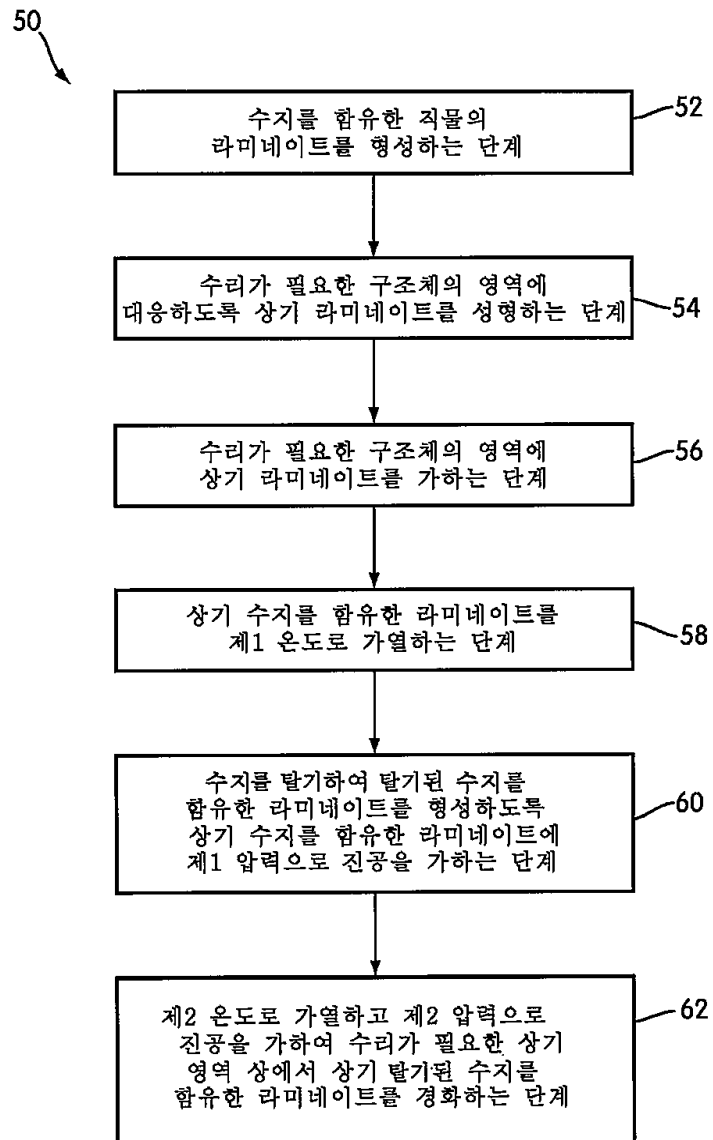 50
수지를 함유한 직물의
라미네이트를 형성하는 단계
52
수리가 필요한 구조체의 영역에
대응하도록 상기 라미네이트를 성형하는 단계
54
수리가 필요한 구조체의 영역에
상기 라미네이트를 가하는 단계
56
상기 수지를 함유한 라미네이트를
제1 온도로 가열하는 단계
58
수지를 탈기하여 탈기된 수지를
함유한 라미네이트를 형성하도록
상기 수지를 함유한 라미네이트에
제1 압력으로 진공을 가하는 단계
60
제2 온도로 가열하고 제2 압력으로
진공을 가하여 수리가 필요한 상기
영역 상에서 상기 탈기된 수지를
함유한 라미네이트를 경화하는 단계
62